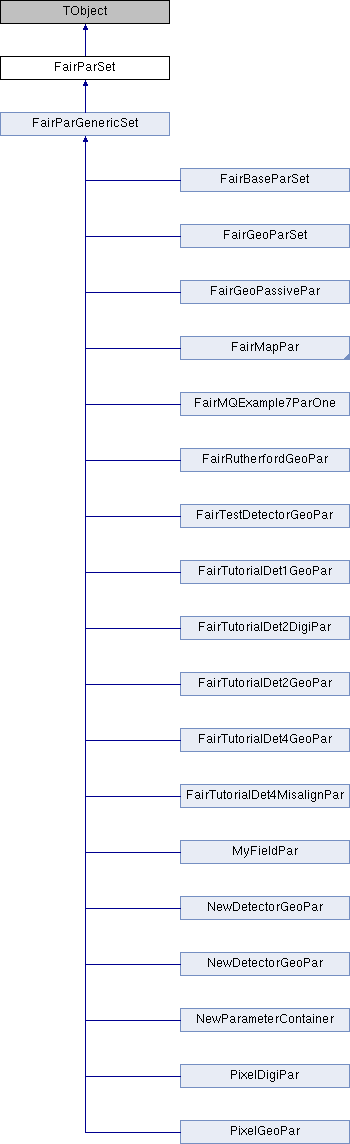 TObject
FairParSet
FairParGenericSet
FairBaseParSet
FairGeoParSet
FairGeoPassivePar
FairMapPar
FairMQExample7ParOne
FairRutherfordGeoPar
FairTestDetectorGeoPar
FairTutorialDet1GeoPar
FairTutorialDet2DigiPar
FairTutorialDet2GeoPar
FairTutorialDet4GeoPar
FairTutorialDet4MisalignPar
MyFieldPar
NewDetectorGeoPar
NewDetectorGeoPar
NewParameterContainer
PixelDigiPar
PixelGeoPar